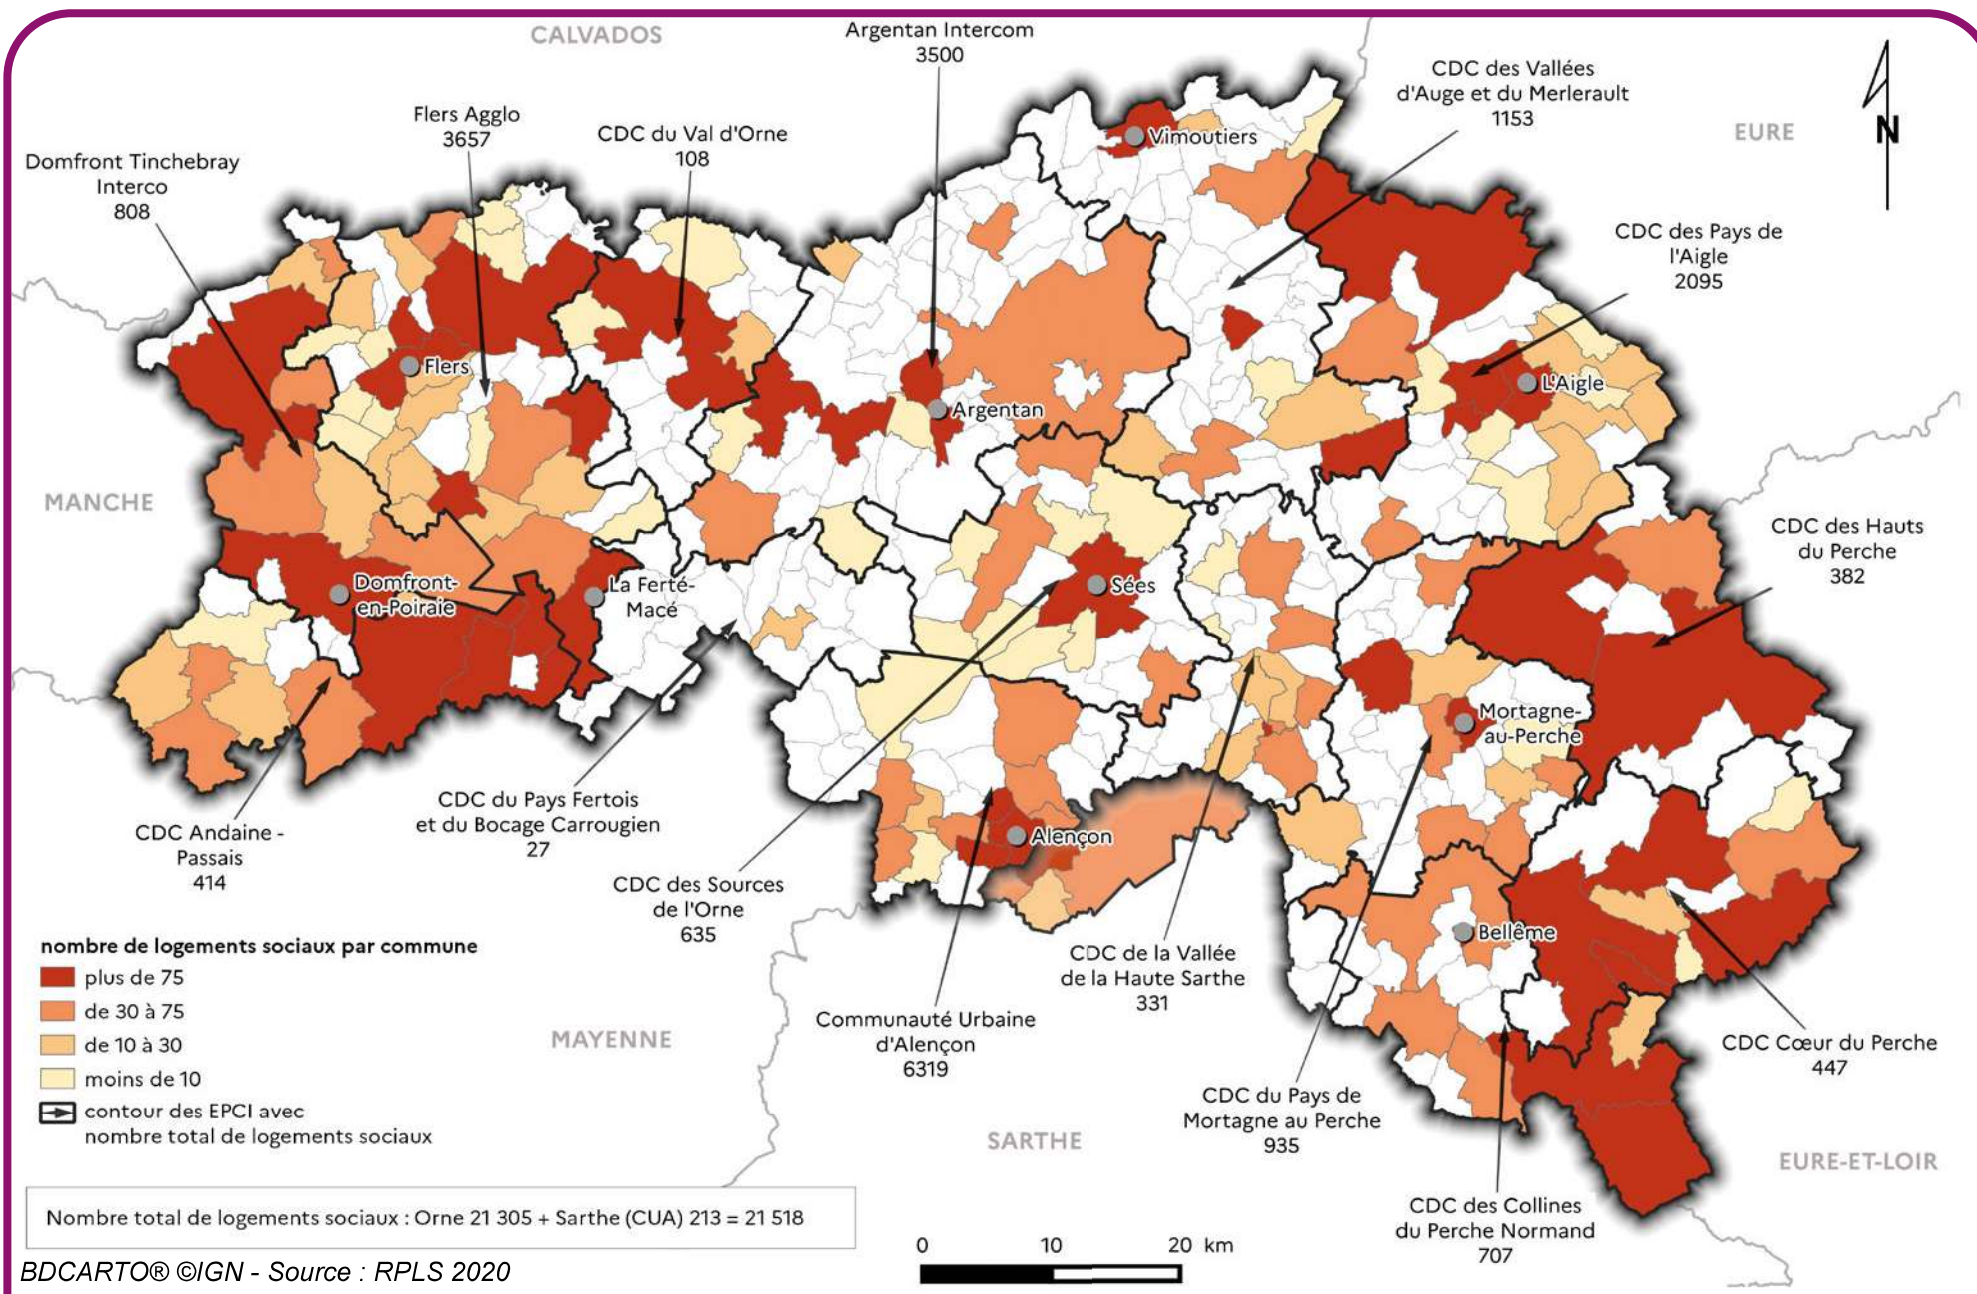 CALVADOS
Argentan Intercom
3500
CDC des Vallées
d'Auge et du Merlerault
1153
EURE
N
Flers Agglo
3657
CDC du Val d'Orne
108
Vimoutiers
Domfront Tinchebray
Interco
808
CDC des Pays de
l'Aigle
2095
Flers
L'Aigle
Argentan
MANCHE
CDC des Hauts
du Perche
382
Domfront-
en-Poiraie
La Ferté-
Macé
Sées
Mortagne-
au-Perche
CDC Andaine -
Passais
414
CDC du Pays Fertois
et du Bocage Carrougien
27
Alençon
CDC des Sources
de l'Orne
635
Bellême
CDC de la Vallée
de la Haute Sarthe
331
nombre de logements sociaux par commune
plus de 75
de 30 à 75
de 10 à 30
moins de 10
contour des EPCI avec
nombre total de logements sociaux
MAYENNE
Communauté Urbaine
d'Alençon
6319
CDC Cœur du Perche
447
CDC du Pays de
Mortagne au Perche
935
SARTHE
EURE-ET-LOIR
CDC des Collines
du Perche Normand
707
Nombre total de logements sociaux : Orne 21 305 + Sarthe (CUA) 213 = 21 518
0 10 20 km
BDCARTO® ©IGN - Source : RPLS 2020